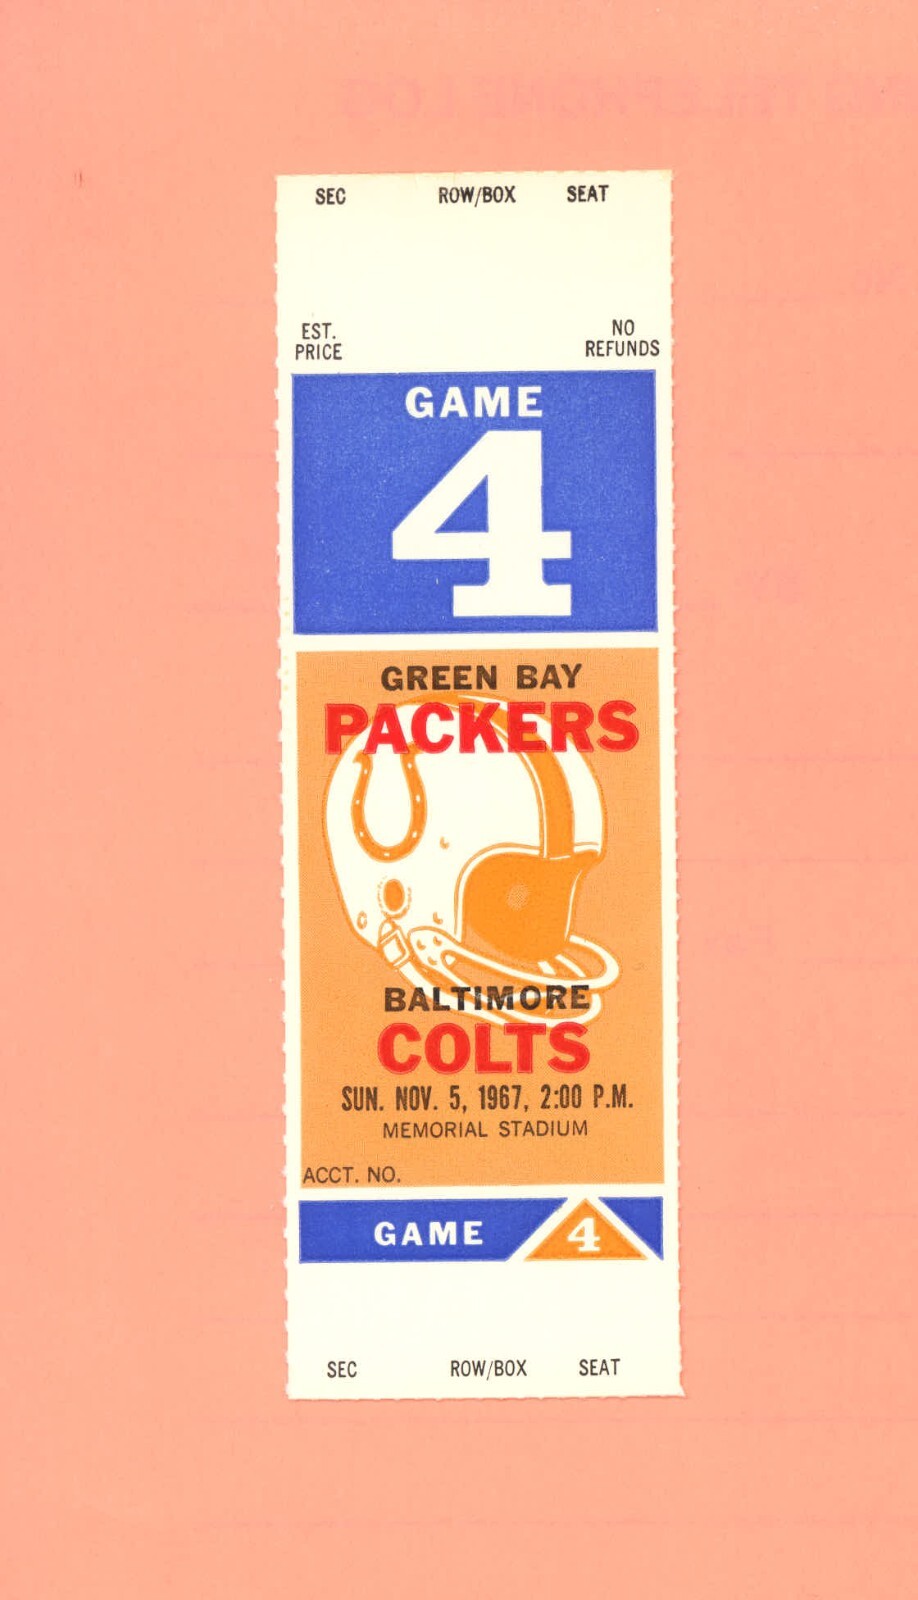 SEC ROW/BOX SEAT
EST. PRICE
NO REFUNDS
GAME
4
GREEN BAY
PACKERS
BALTIMORE
COLTS
SUN. NOV. 5, 1967, 2:00 P.M.
MEMORIAL STADIUM
ACCT. NO.
GAME 4
SEC ROW/BOX SEAT